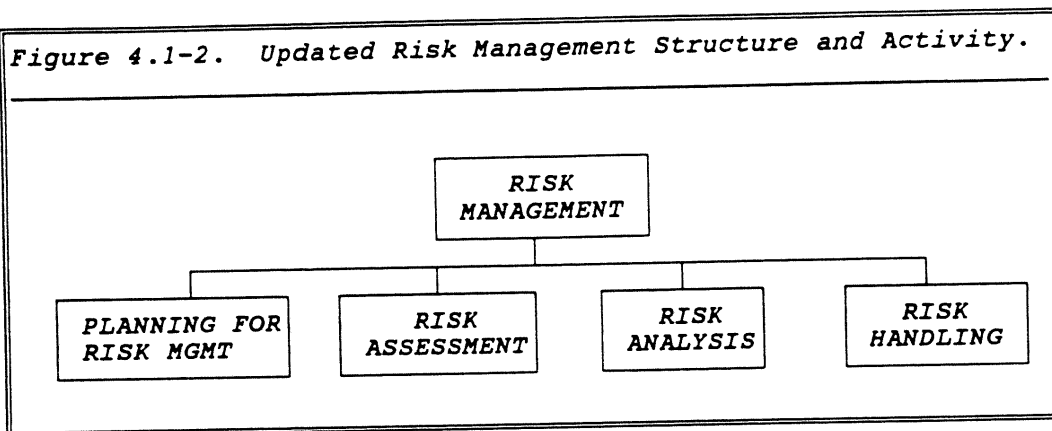 Figure 4.1-2. Updated Risk Management Structure and Activity.
RISK
MANAGEMENT
PLANNING FOR
RISK MGMT
RISK
ASSESSMENT
RISK
ANALYSIS
RISK
HANDLING